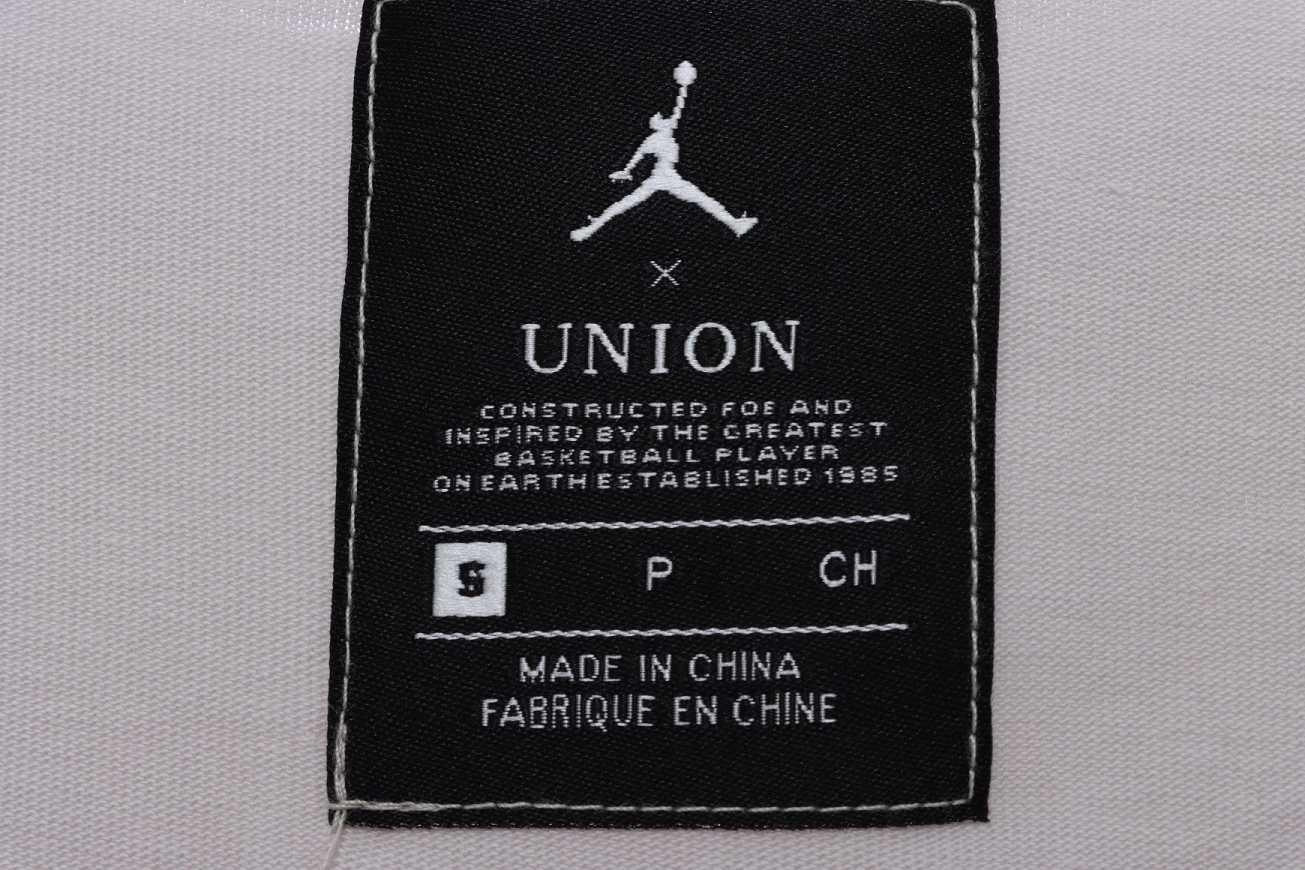 ×
UNION
CONSTRUCTED FOE AND
INSPIRED BY THE GREATEST
BASKETBALL PLAYER
ON EARTH ESTABLISHED 1985
S P CH
MADE IN CHINA
FABRIQUE EN CHINE